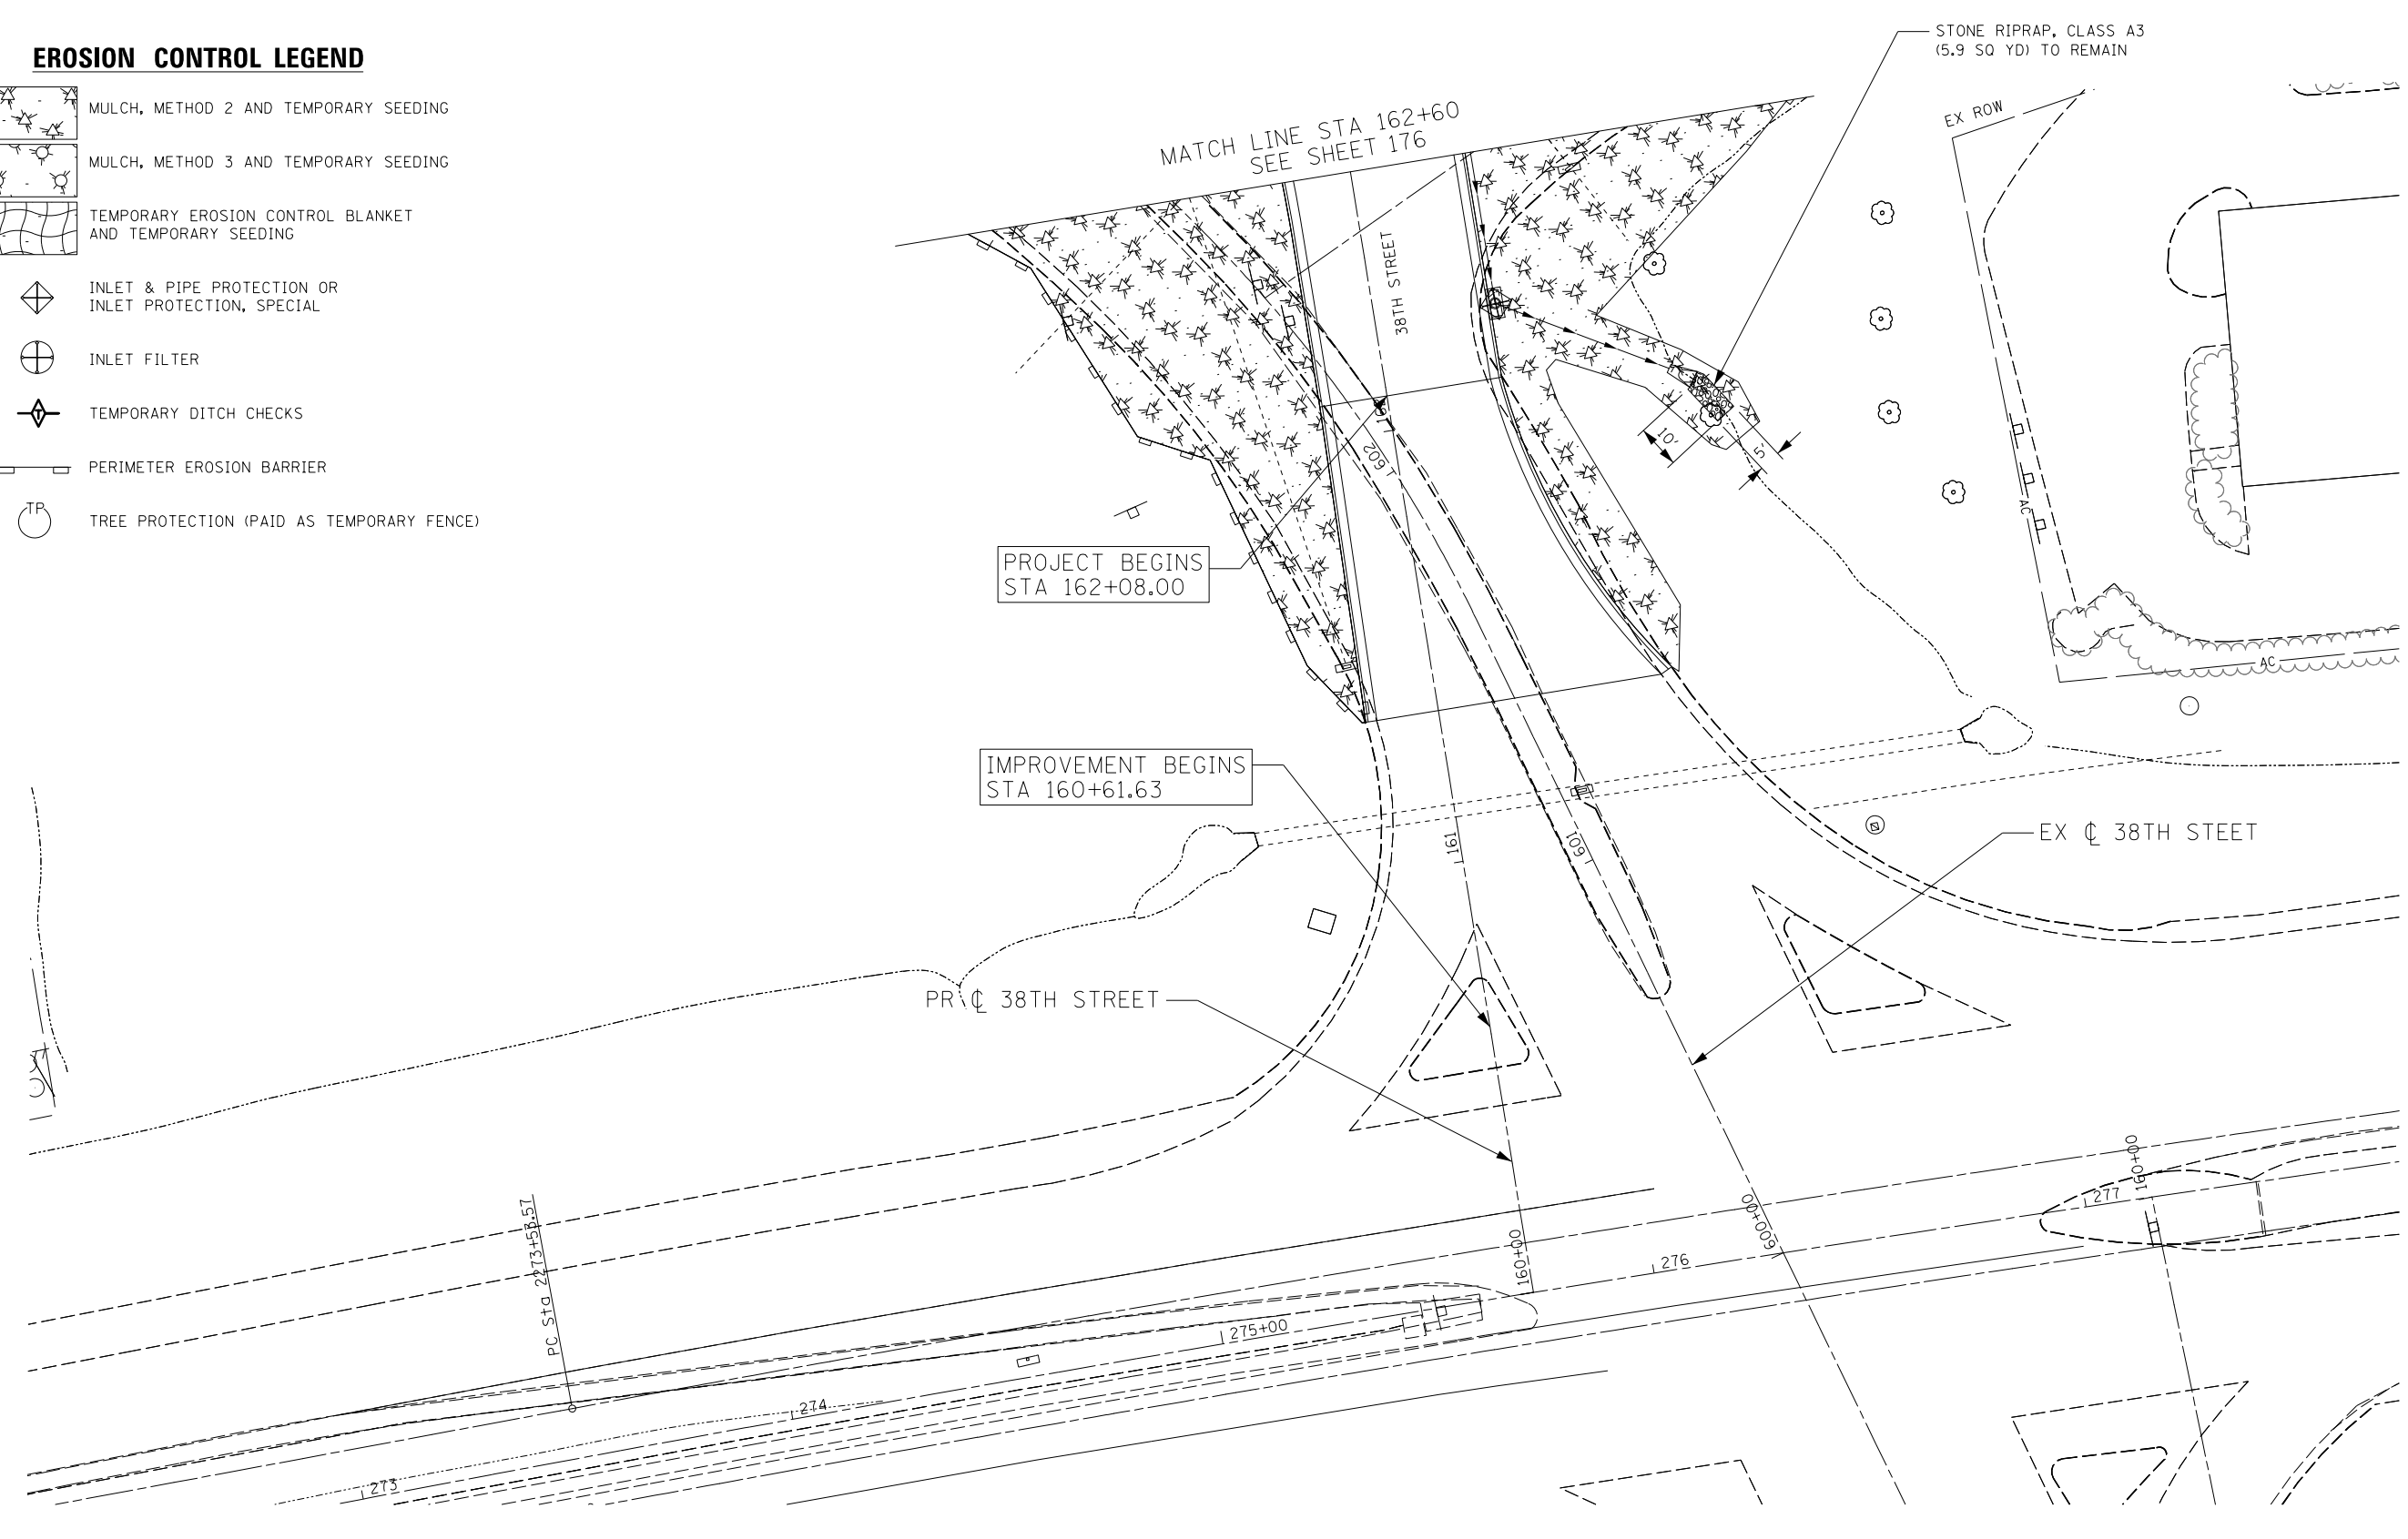 EROSION CONTROL LEGEND
MULCH, METHOD 2 AND TEMPORARY SEEDING
MULCH, METHOD 3 AND TEMPORARY SEEDING
TEMPORARY EROSION CONTROL BLANKET
AND TEMPORARY SEEDING
INLET & PIPE PROTECTION OR
INLET PROTECTION, SPECIAL
INLET FILTER
T
TEMPORARY DITCH CHECKS
PERIMETER EROSION BARRIER
TP
TREE PROTECTION (PAID AS TEMPORARY FENCE)
STONE RIPRAP, CLASS A3
(5.9 SQ YD) TO REMAIN
MATCH LINE STA 162+60
SEE SHEET 176
EX ROW
38TH STREET
602
10'
5'
AC
AC
PROJECT BEGINS
STA 162+08.00
IMPROVEMENT BEGINS
STA 160+61.63
161
601
EX ℄ 38TH STEET
PR ℄ 38TH STREET
160+00
600+00
160+00
277
276
275+00
274
273
PC Sta 2273+53.57